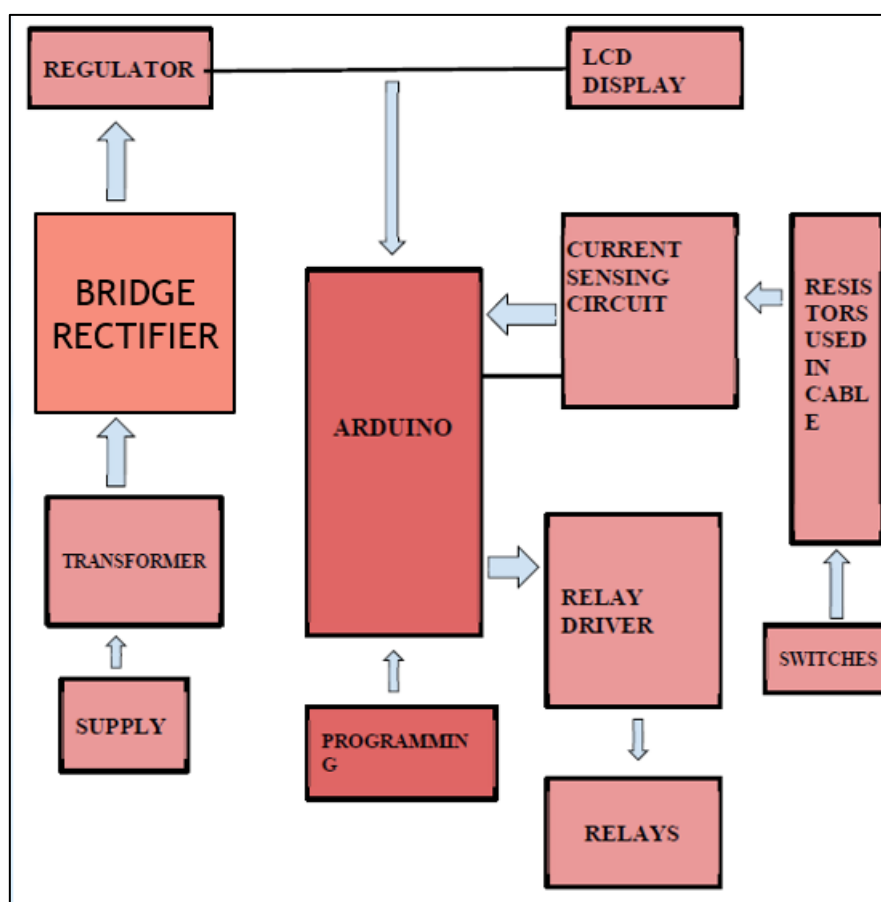 REGULATOR
LCD
DISPLAY
BRIDGE
RECTIFIER
CURRENT
SENSING
CIRCUIT
RESIS
TORS
USED
IN
CABL
E
ARDUINO
TRANSFORMER
RELAY
DRIVER
SWITCHES
SUPPLY
PROGRAMMIN
G
RELAYS